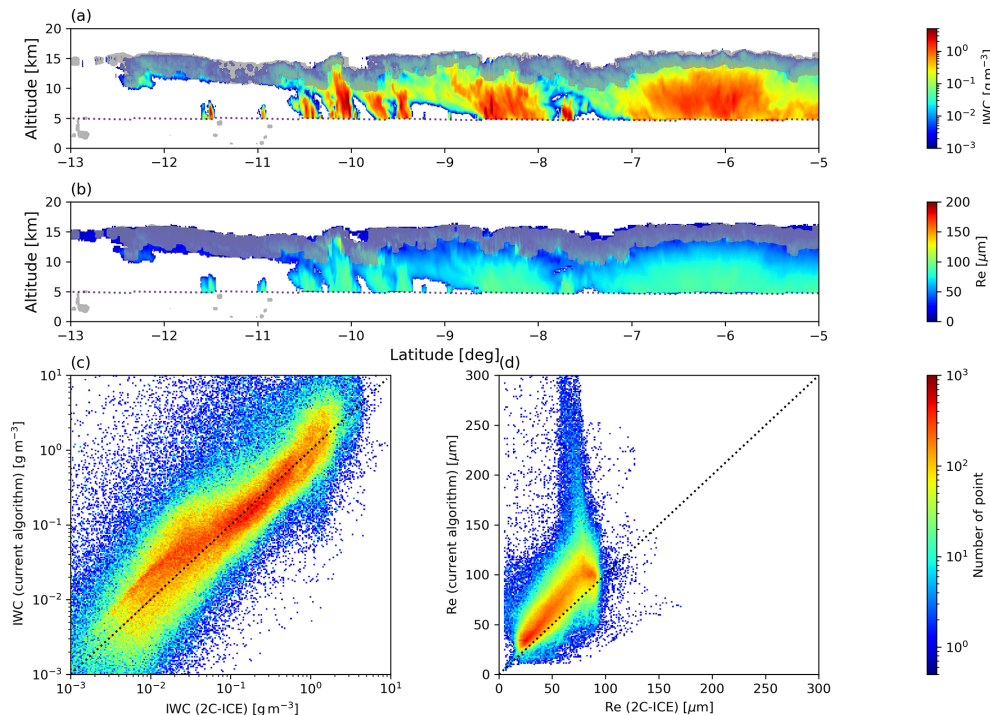 (a)
Altitude [km]
20
15
10
5
0
−13 −12 −11 −10 −9 −8 −7 −6 −5
10⁰
10⁻¹
10⁻²
10⁻³
IWC [g m⁻³]
(b)
Altitude [km]
20
15
10
5
0
−13 −12 −11 −10 −9 −8 −7 −6 −5
Latitude [deg]
200
150
100
50
0
Re [μm]
(c)
IWC (current algorithm) [g m⁻³]
10¹
10⁰
10⁻¹
10⁻²
10⁻³
10⁻³ 10⁻² 10⁻¹ 10⁰ 10¹
IWC (2C-ICE) [g m⁻³]
(d)
Re (current algorithm) [μm]
300
250
200
150
100
50
0
0 50 100 150 200 250 300
Re (2C-ICE) [μm]
10³
10²
10¹
10⁰
Number of point